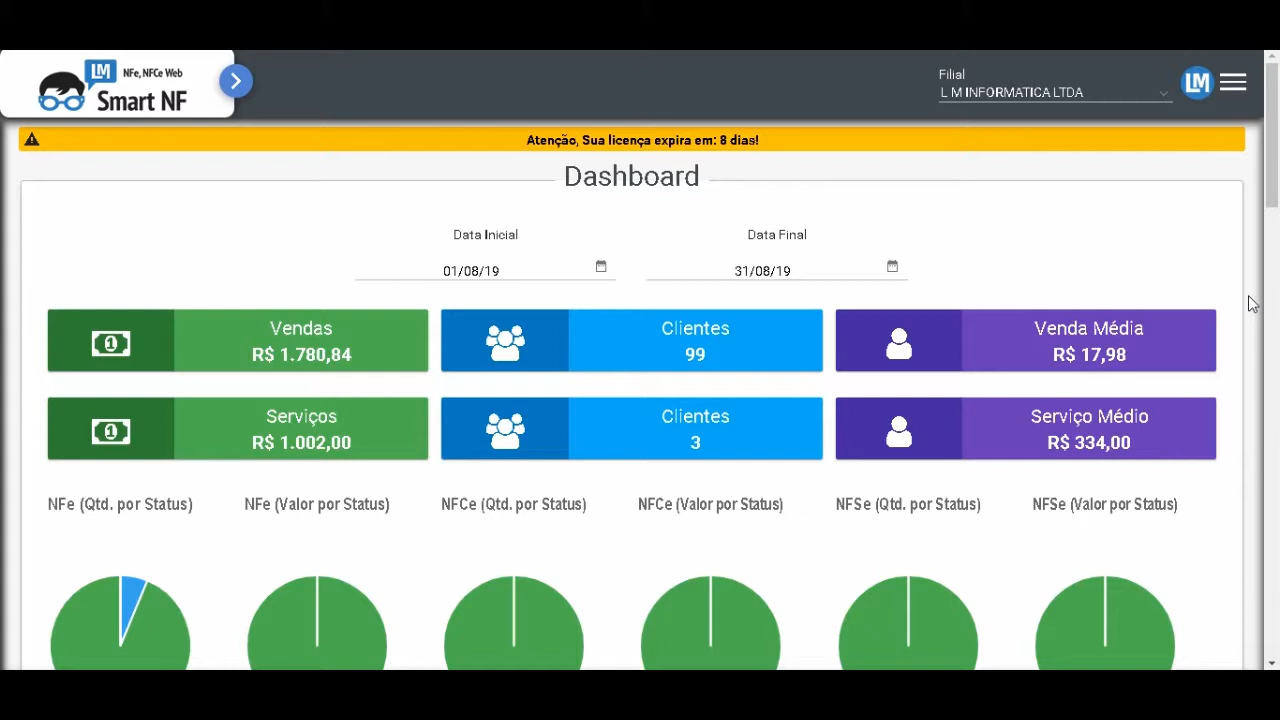 LM NFe, NFCe Web
Smart NF
Filial
L M INFORMATICA LTDA
LM
Atenção, Sua licença expira em: 8 dias!
Dashboard
Data Inicial
Data Final
01/08/19
31/08/19
Vendas
R$ 1.780,84
Clientes
99
Venda Média
R$ 17,98
Serviços
R$ 1.002,00
Clientes
3
Serviço Médio
R$ 334,00
NFe (Qtd. por Status)
NFe (Valor por Status)
NFCe (Qtd. por Status)
NFCe (Valor por Status)
NFSe (Qtd. por Status)
NFSe (Valor por Status)